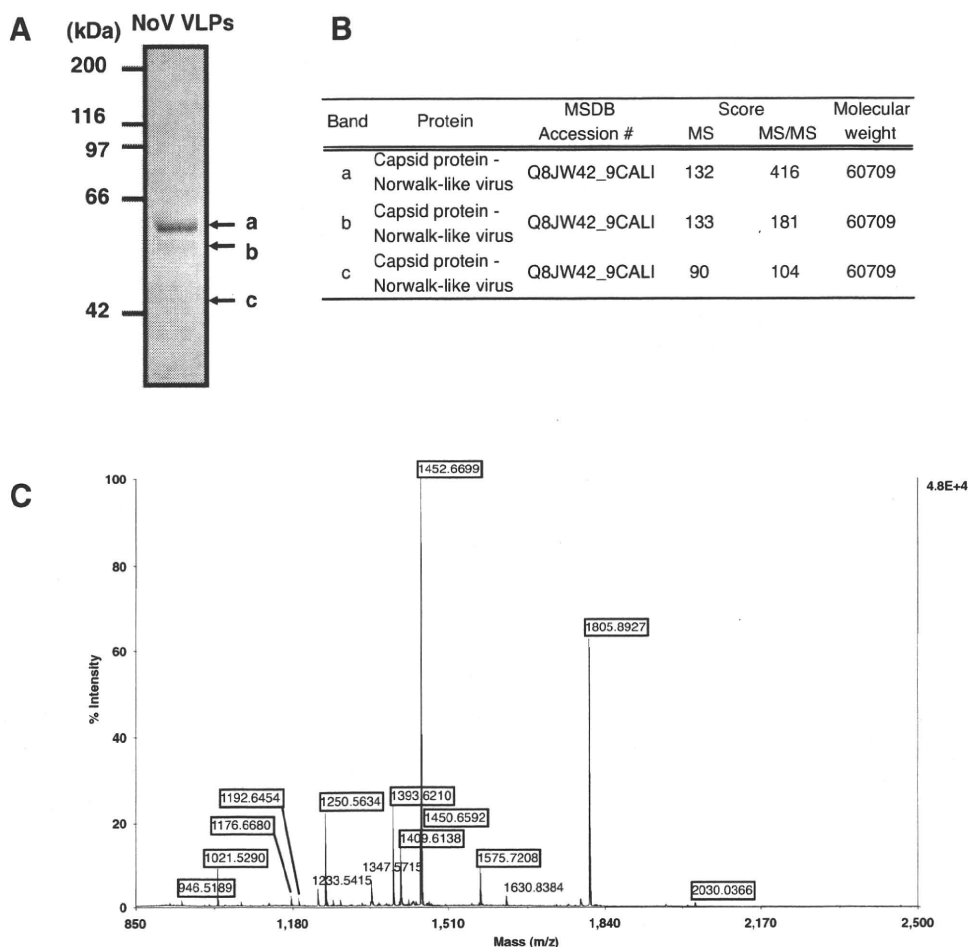 A
(kDa)
NoV VLPs
200
116
97
66
42
a
b
c
B
Band Protein MSDB Accession # Score MS MS/MS Molecular weight
a Capsid protein - Norwalk-like virus Q8JW42_9CALI 132 416 60709
b Capsid protein - Norwalk-like virus Q8JW42_9CALI 133 181 60709
c Capsid protein - Norwalk-like virus Q8JW42_9CALI 90 104 60709
C
4.8E+4
% Intensity
100
80
60
40
20
0
1452.6699
1805.8927
1192.6454
1250.5634
1393.6210
1176.6680
1450.6592
1409.6138
1021.5290
1347.5715
1575.7208
946.5189
1233.5415
1630.8384
2030.0366
850
1,180
1,510
1,840
2,170
2,500
Mass (m/z)